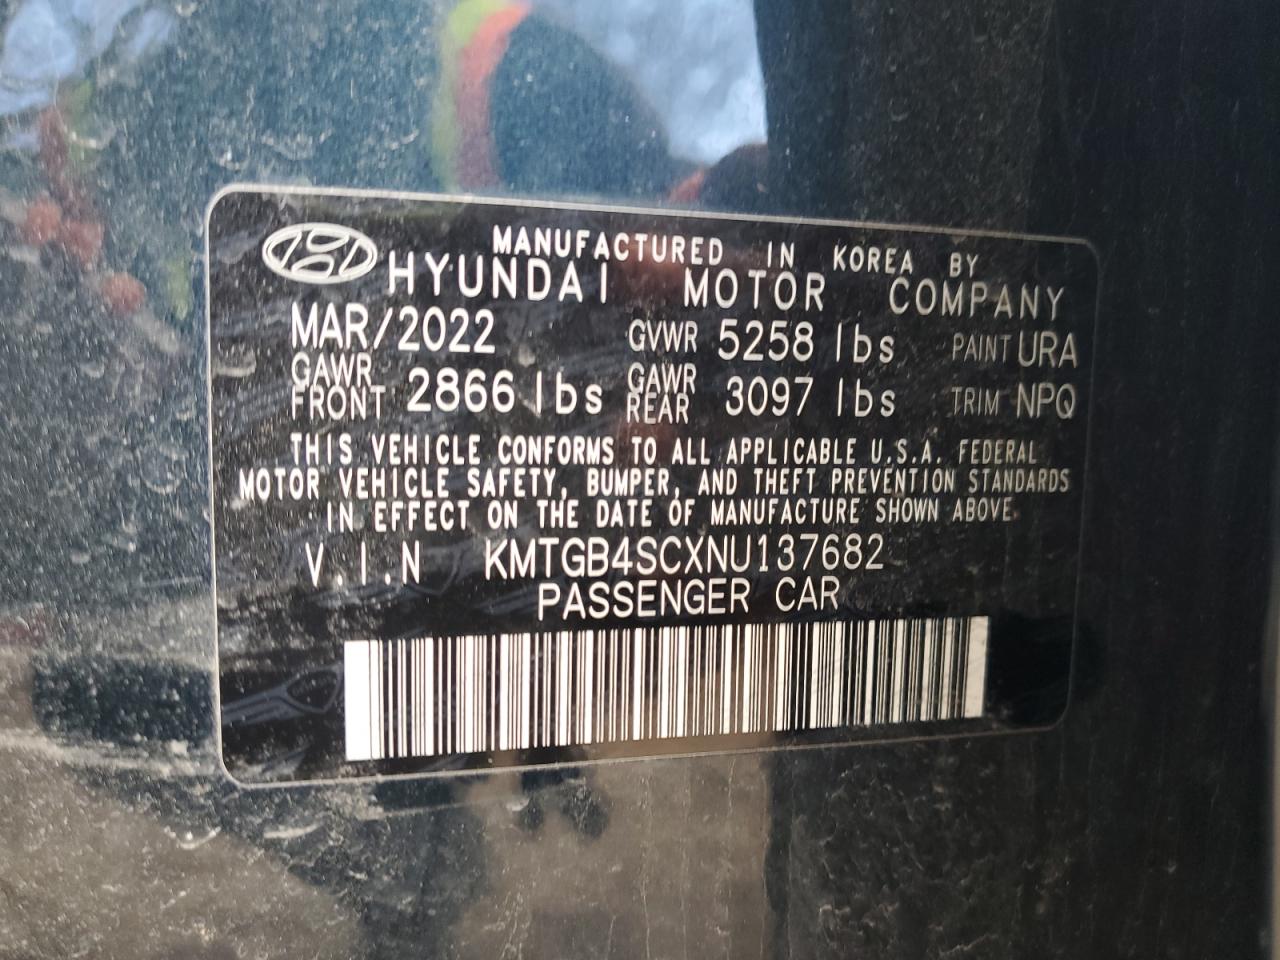 MANUFACTURED IN KOREA BY
HYUNDAI MOTOR COMPANY
MAR/2022 GVWR 5258 lbs PAINT URA
GAWR FRONT 2866 lbs GAWR REAR 3097 lbs TRIM NPQ
THIS VEHICLE CONFORMS TO ALL APPLICABLE U.S.A. FEDERAL
MOTOR VEHICLE SAFETY, BUMPER, AND THEFT PREVENTION STANDARDS
IN EFFECT ON THE DATE OF MANUFACTURE SHOWN ABOVE.
V.I.N KMTGB4SCXNU137682
PASSENGER CAR